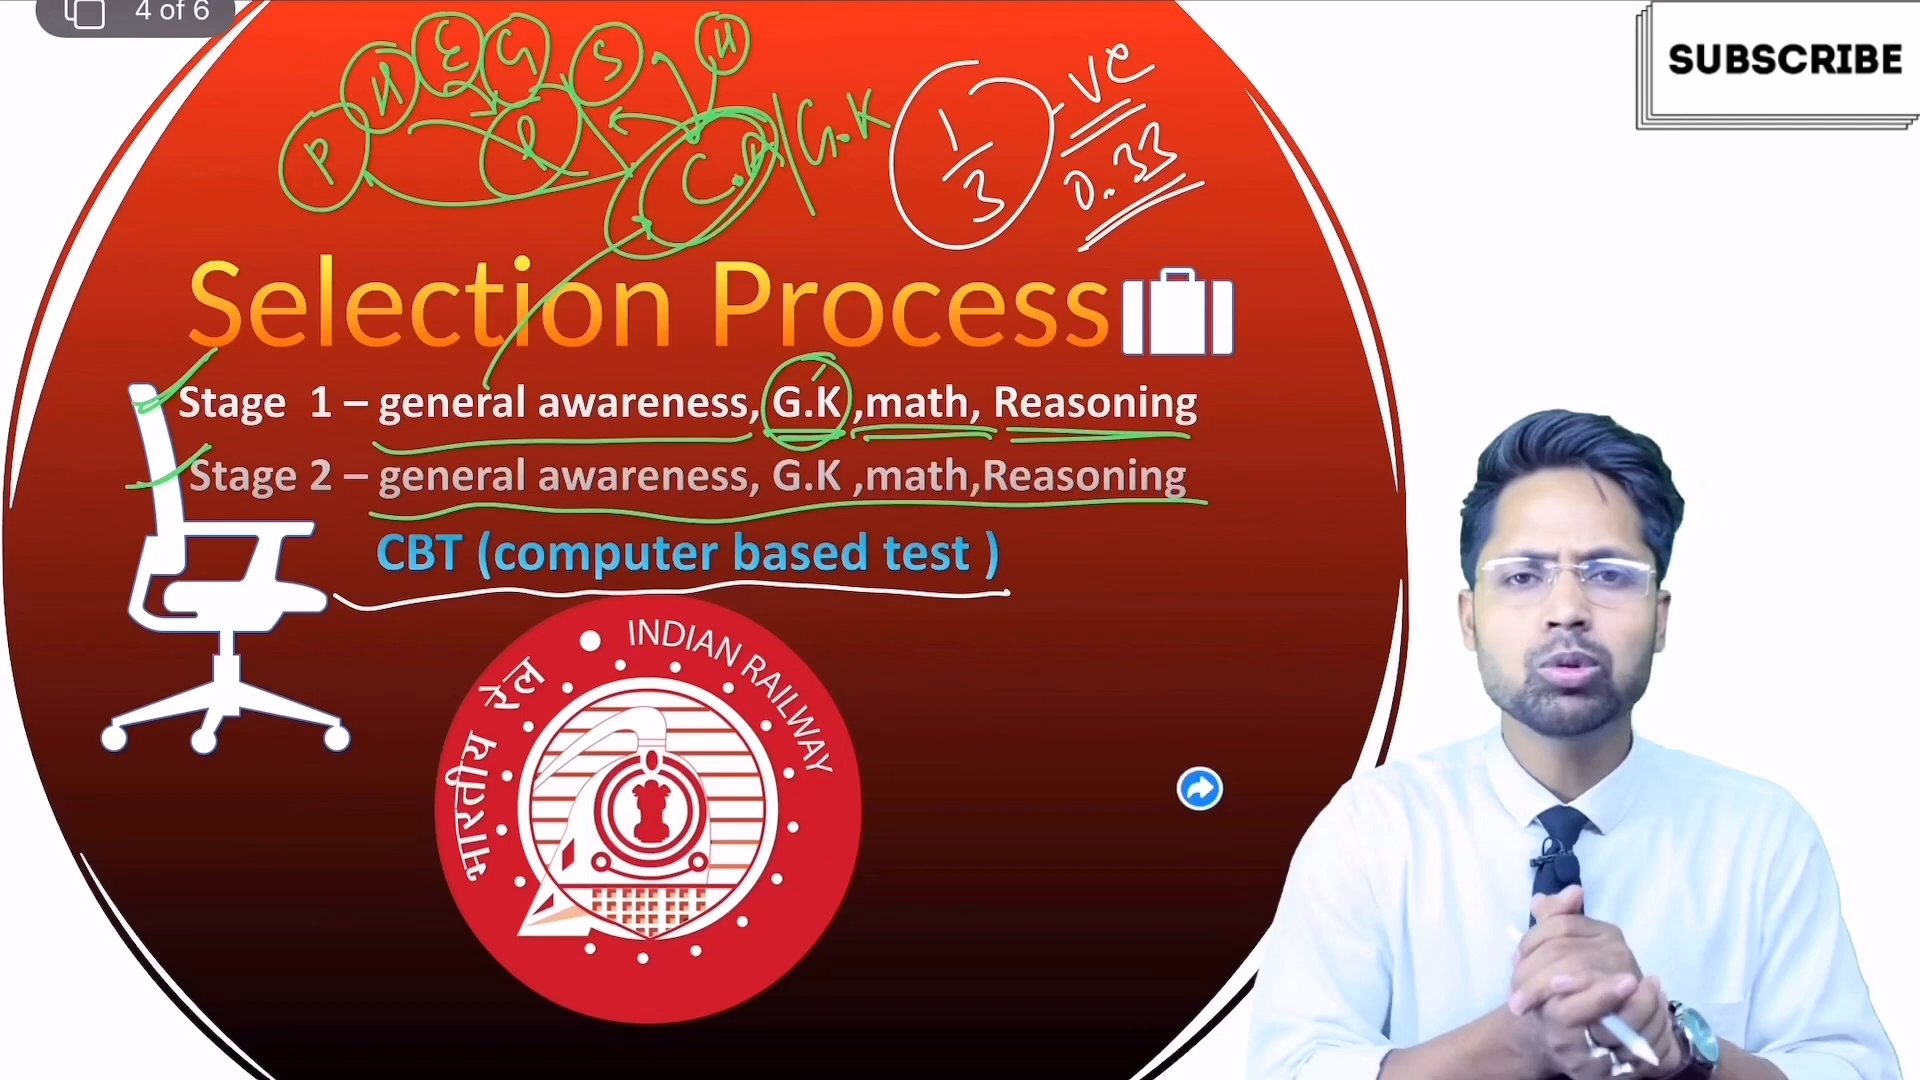 4 of 6
SUBSCRIBE
P H E G S H
C.A/G.K
1/3
-ve
0.33
Selection Process
Stage 1 – general awareness, G.K ,math, Reasoning
Stage 2 – general awareness, G.K ,math,Reasoning
CBT (computer based test )
भारतीय रेल
INDIAN RAILWAY